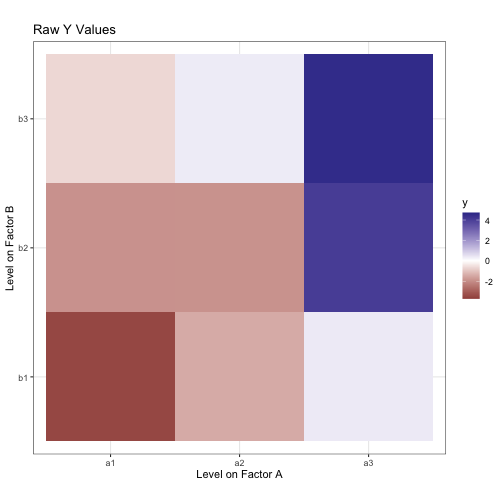 Raw Y Values
Level on Factor B
b3
b2
b1
a1 a2 a3
Level on Factor A
y
4
2
0
-2